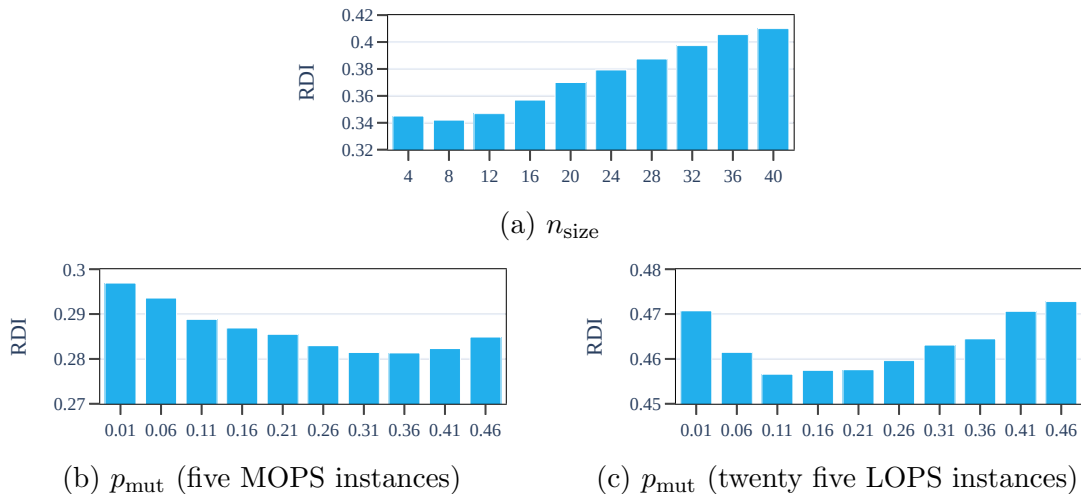 0.42
0.4
0.38
0.36
0.34
0.32
RDI
4 8 12 16 20 24 28 32 36 40
(a) n_size
0.3
0.29
0.28
0.27
RDI
0.01 0.06 0.11 0.16 0.21 0.26 0.31 0.36 0.41 0.46
(b) p_mut (five MOPS instances)
0.48
0.47
0.46
0.45
RDI
0.01 0.06 0.11 0.16 0.21 0.26 0.31 0.36 0.41 0.46
(c) p_mut (twenty five LOPS instances)